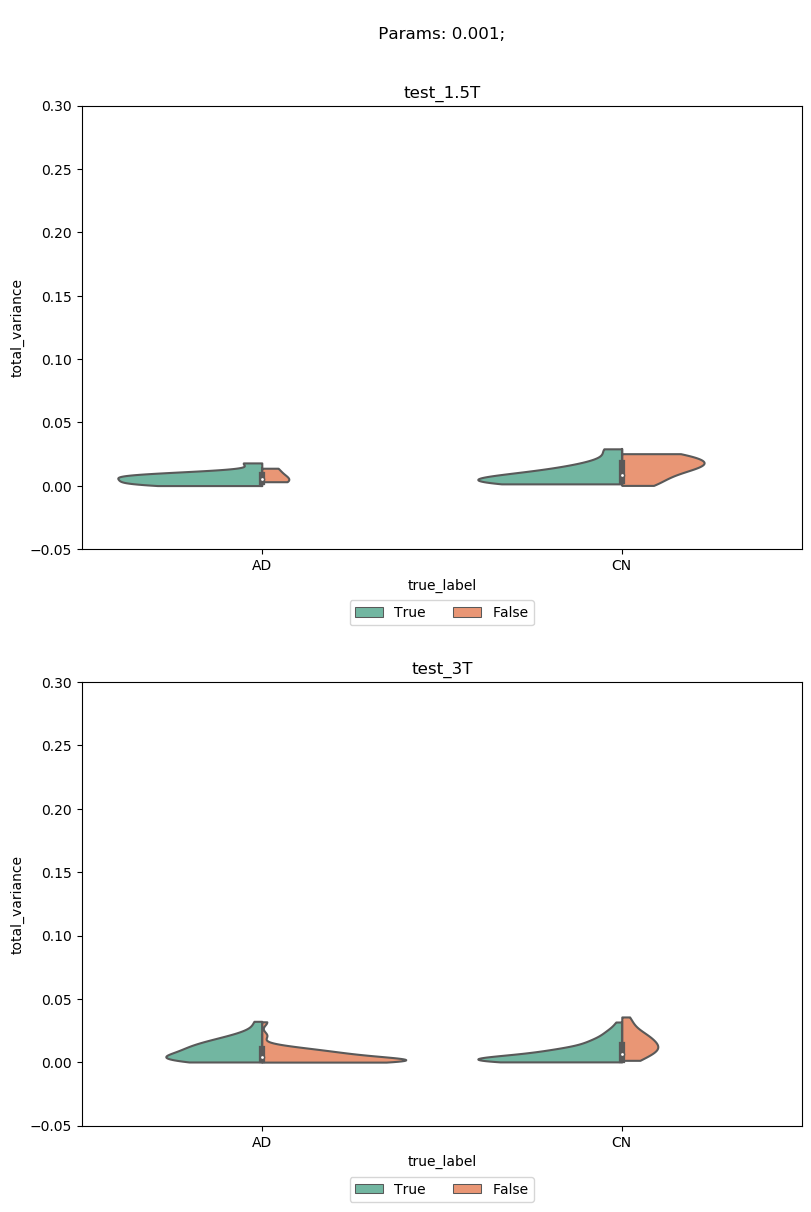 Params: 0.001;
test_1.5T
0.30
0.25
0.20
0.15
0.10
0.05
0.00
−0.05
total_variance
AD CN
true_label
True False
test_3T
0.30
0.25
0.20
0.15
0.10
0.05
0.00
−0.05
total_variance
AD CN
true_label
True False